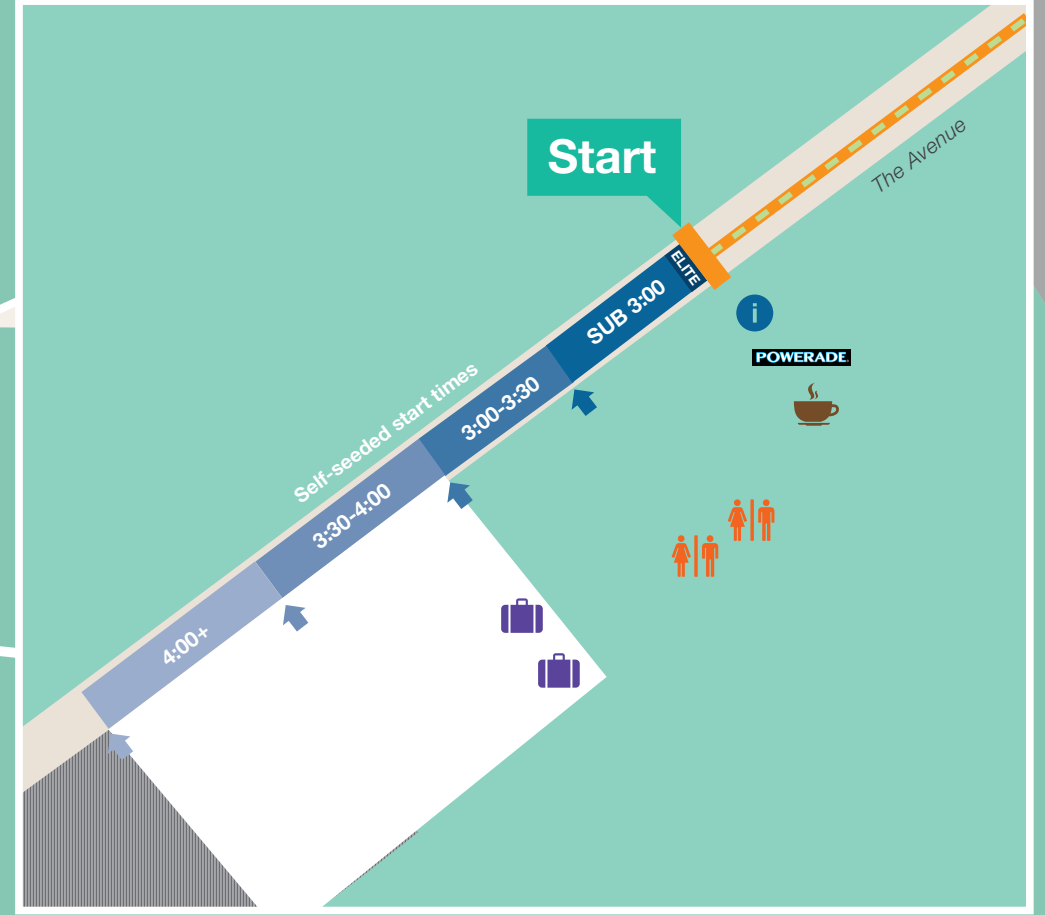 Start
The Avenue
ELITE
SUB 3:00
i
POWERADE
3:00-3:30
Self-seeded start times
3:30-4:00
4:00+